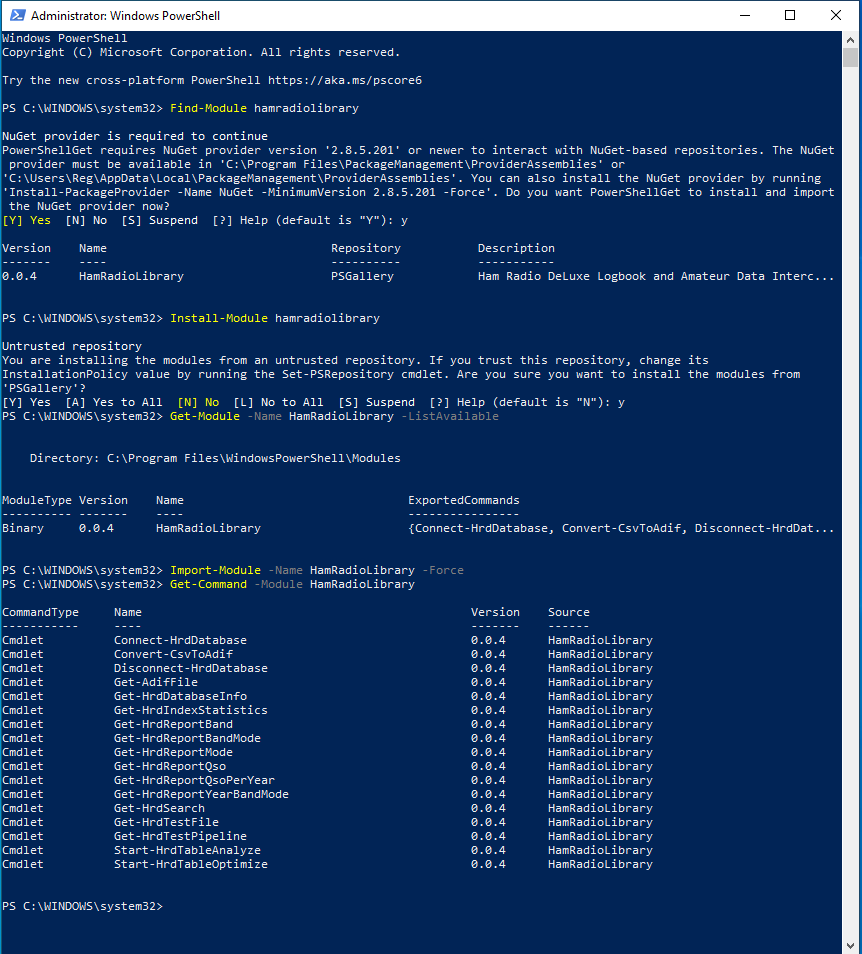 Administrator: Windows PowerShell
Windows PowerShell
Copyright (C) Microsoft Corporation. All rights reserved.
Try the new cross-platform PowerShell https://aka.ms/pscore6
PS C:\WINDOWS\system32> Find-Module hamradiolibrary
NuGet provider is required to continue
PowerShellGet requires NuGet provider version '2.8.5.201' or newer to interact with NuGet-based repositories. The NuGet
 provider must be available in 'C:\Program Files\PackageManagement\ProviderAssemblies' or
'C:\Users\Reg\AppData\Local\PackageManagement\ProviderAssemblies'. You can also install the NuGet provider by running
'Install-PackageProvider -Name NuGet -MinimumVersion 2.8.5.201 -Force'. Do you want PowerShellGet to install and import
 the NuGet provider now?
[Y] Yes  [N] No  [S] Suspend  [?] Help (default is "Y"): y
Version    Name                                Repository           Description
-------    ----                                ----------           -----------
0.0.4      HamRadioLibrary                     PSGallery            Ham Radio DeLuxe Logbook and Amateur Data Interc...
PS C:\WINDOWS\system32> Install-Module hamradiolibrary
Untrusted repository
You are installing the modules from an untrusted repository. If you trust this repository, change its
InstallationPolicy value by running the Set-PSRepository cmdlet. Are you sure you want to install the modules from
'PSGallery'?
[Y] Yes  [A] Yes to All  [N] No  [L] No to All  [S] Suspend  [?] Help (default is "N"): y
PS C:\WINDOWS\system32> Get-Module -Name HamRadioLibrary -ListAvailable
    Directory: C:\Program Files\WindowsPowerShell\Modules
ModuleType Version    Name                                ExportedCommands
---------- -------    ----                                ----------------
Binary     0.0.4      HamRadioLibrary                     {Connect-HrdDatabase, Convert-CsvToAdif, Disconnect-HrdDat...
PS C:\WINDOWS\system32> Import-Module -Name HamRadioLibrary -Force
PS C:\WINDOWS\system32> Get-Command -Module HamRadioLibrary
CommandType     Name                                               Version    Source
-----------     ----                                               -------    ------
Cmdlet          Connect-HrdDatabase                                0.0.4      HamRadioLibrary
Cmdlet          Convert-CsvToAdif                                  0.0.4      HamRadioLibrary
Cmdlet          Disconnect-HrdDatabase                             0.0.4      HamRadioLibrary
Cmdlet          Get-AdifFile                                       0.0.4      HamRadioLibrary
Cmdlet          Get-HrdDatabaseInfo                                0.0.4      HamRadioLibrary
Cmdlet          Get-HrdIndexStatistics                             0.0.4      HamRadioLibrary
Cmdlet          Get-HrdReportBand                                  0.0.4      HamRadioLibrary
Cmdlet          Get-HrdReportBandMode                              0.0.4      HamRadioLibrary
Cmdlet          Get-HrdReportMode                                  0.0.4      HamRadioLibrary
Cmdlet          Get-HrdReportQso                                   0.0.4      HamRadioLibrary
Cmdlet          Get-HrdReportQsoPerYear                            0.0.4      HamRadioLibrary
Cmdlet          Get-HrdReportYearBandMode                          0.0.4      HamRadioLibrary
Cmdlet          Get-HrdSearch                                      0.0.4      HamRadioLibrary
Cmdlet          Get-HrdTestFile                                    0.0.4      HamRadioLibrary
Cmdlet          Get-HrdTestPipeline                                0.0.4      HamRadioLibrary
Cmdlet          Start-HrdTableAnalyze                              0.0.4      HamRadioLibrary
Cmdlet          Start-HrdTableOptimize                             0.0.4      HamRadioLibrary
PS C:\WINDOWS\system32>